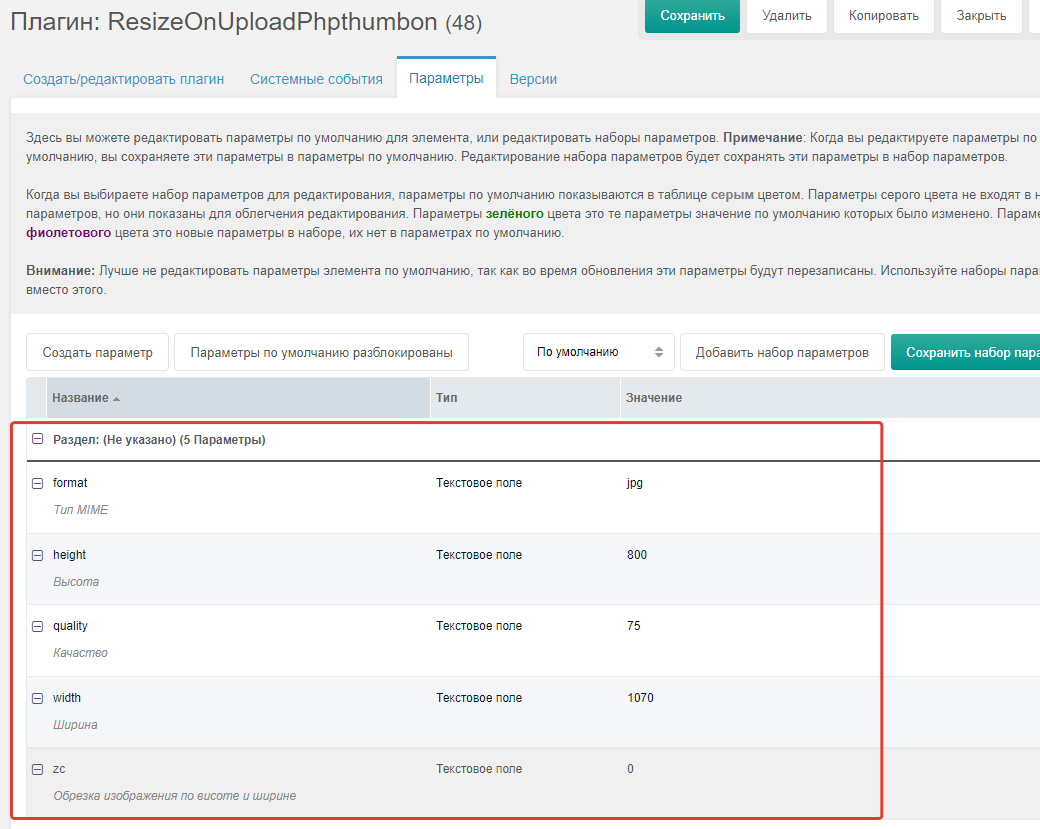 Плагин: ResizeOnUploadPhpthumbon (48)
Сохранить
Удалить
Копировать
Закрыть
Создать/редактировать плагин
Системные события
Параметры
Версии
Здесь вы можете редактировать параметры по умолчанию для элемента, или редактировать наборы параметров. Примечание: Когда вы редактируете параметры по
умолчанию, вы сохраняете эти параметры в параметры по умолчанию. Редактирование набора параметров будет сохранять эти параметры в набор параметров.
Когда вы выбираете набор параметров для редактирования, параметры по умолчанию показываются в таблице серым цветом. Параметры серого цвета не входят в
параметров, но они показаны для облегчения редактирования. Параметры зелёного цвета это те параметры значение по умолчанию которых было изменено. Параме
фиолетового цвета это новые параметры в наборе, их нет в параметрах по умолчанию.
Внимание: Лучше не редактировать параметры элемента по умолчанию, так как во время обновления эти параметры будут перезаписаны. Используйте наборы пара
вместо этого.
Создать параметр
Параметры по умолчанию разблокированы
По умолчанию
Добавить набор параметров
Сохранить набор пара
Название
Тип
Значение
Раздел: (Не указано) (5 Параметры)
format
Текстовое поле
jpg
Тип MIME
height
Текстовое поле
800
Высота
quality
Текстовое поле
75
Качаство
width
Текстовое поле
1070
Ширина
zc
Текстовое поле
0
Обрезка изображения по висоте и ширине